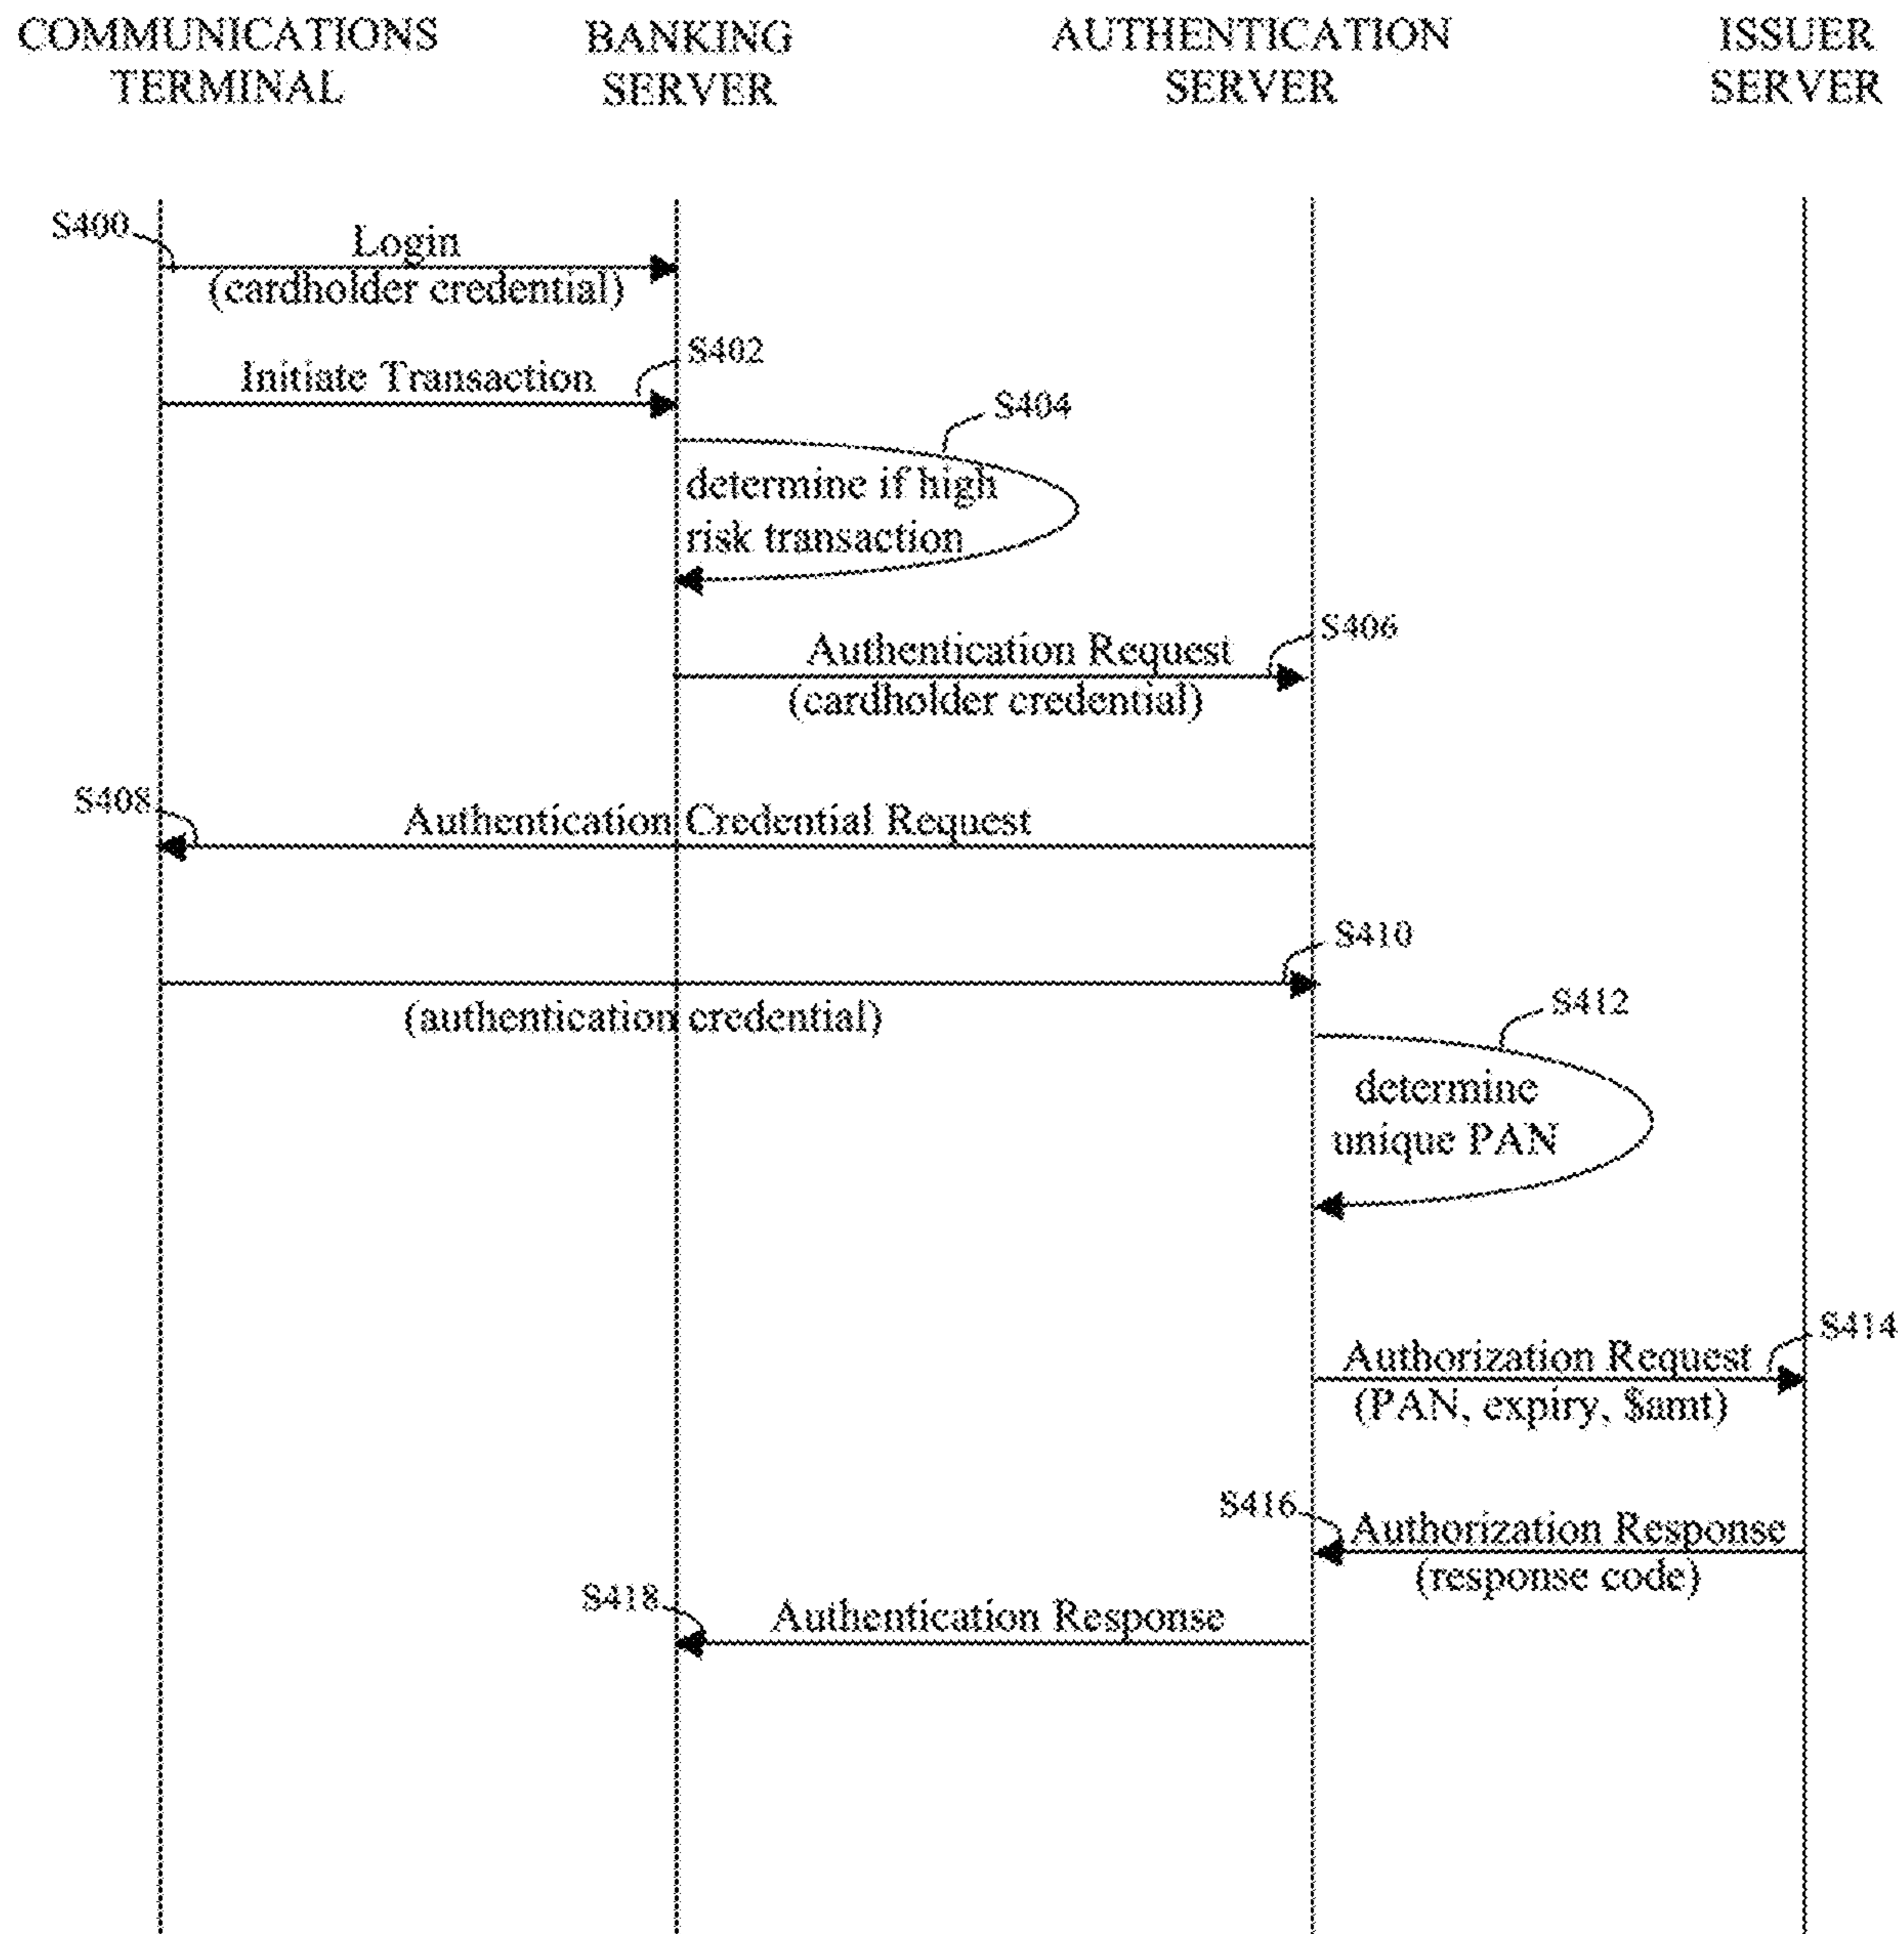 COMMUNICATIONS
TERMINAL
BANKING
SERVER
AUTHENTICATION
SERVER
ISSUER
SERVER
S400
Login
(cardholder credential)
S402
Initiate Transaction
S404
determine if high
risk transaction
S406
Authentication Request
(cardholder credential)
S408
Authentication Credential Request
S410
(authentication credential)
S412
determine
unique PAN
S414
Authorization Request
(PAN, expiry, $amt)
S416
Authorization Response
(response code)
S418
Authentication Response